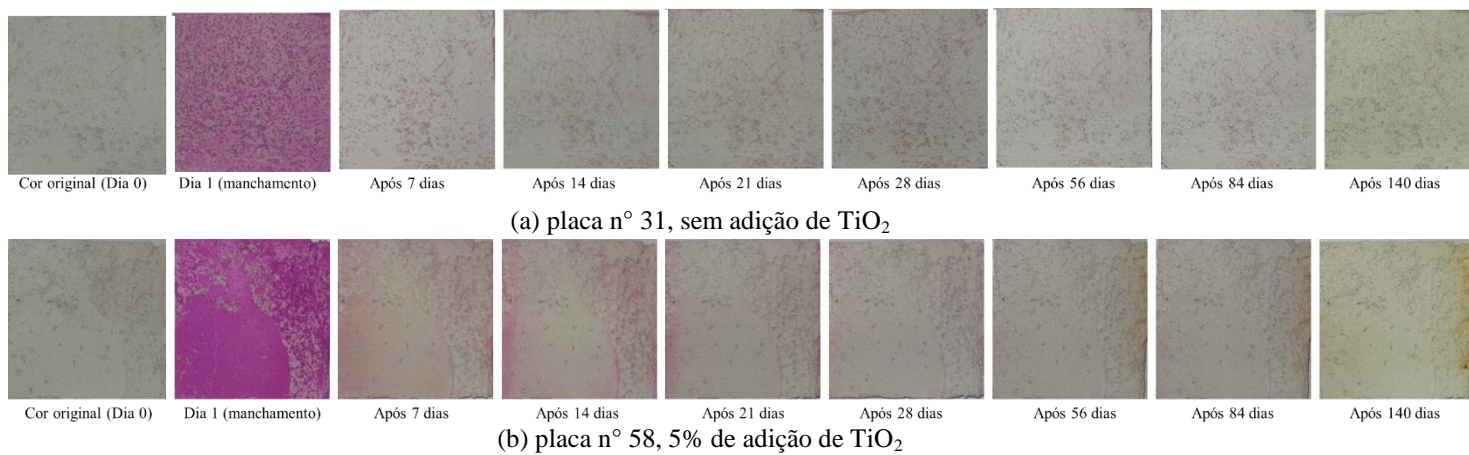 Cor original (Dia 0) Dia 1 (manchamento) Após 7 dias Após 14 dias Após 21 dias Após 28 dias Após 56 dias Após 84 dias Após 140 dias
(a) placa n° 31, sem adição de TiO₂
Cor original (Dia 0) Dia 1 (manchamento) Após 7 dias Após 14 dias Após 21 dias Após 28 dias Após 56 dias Após 84 dias Após 140 dias
(b) placa n° 58, 5% de adição de TiO₂